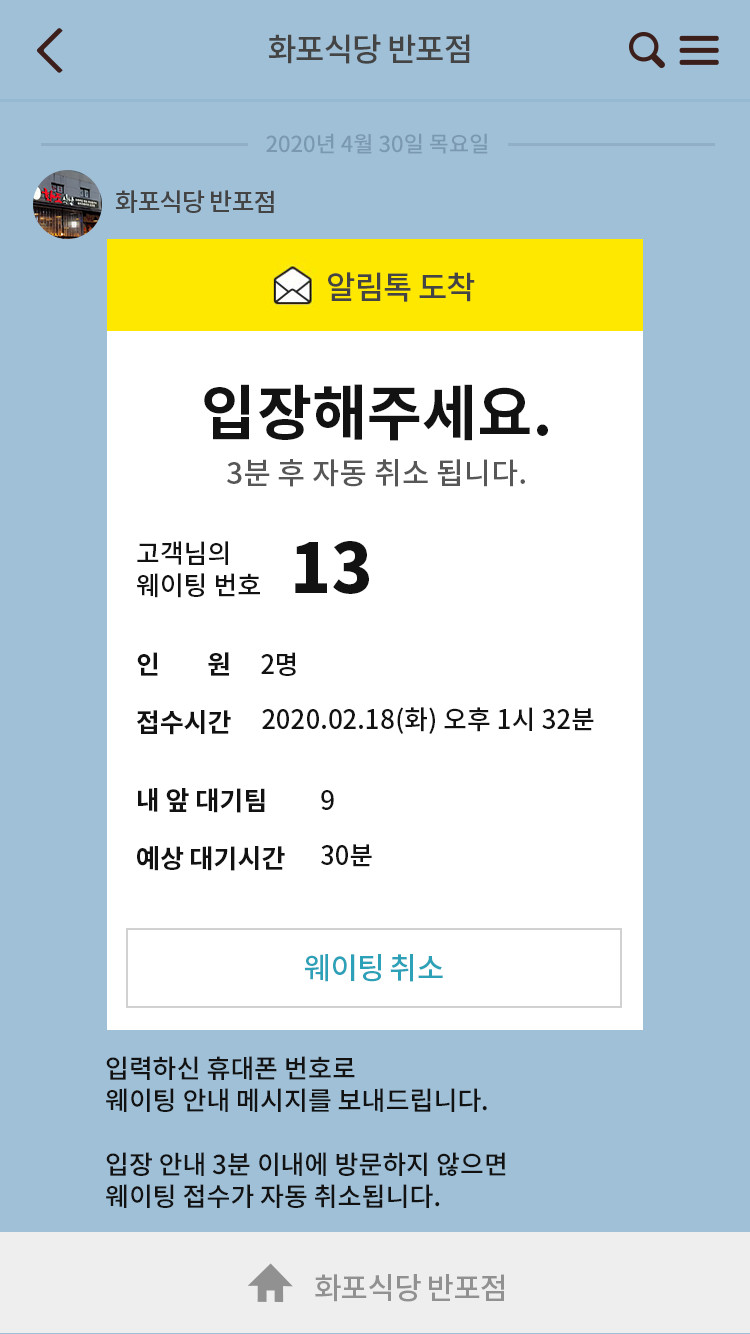 화포식당 반포점
2020년 4월 30일 목요일
화포식당 반포점
알림톡 도착
입장해주세요.
3분 후 자동 취소 됩니다.
고객님의
웨이팅 번호 13
인 원 2명
접수시간 2020.02.18(화) 오후 1시 32분
내 앞 대기팀 9
예상 대기시간 30분
웨이팅 취소
입력하신 휴대폰 번호로
웨이팅 안내 메시지를 보내드립니다.
입장 안내 3분 이내에 방문하지 않으면
웨이팅 접수가 자동 취소됩니다.
화포식당 반포점